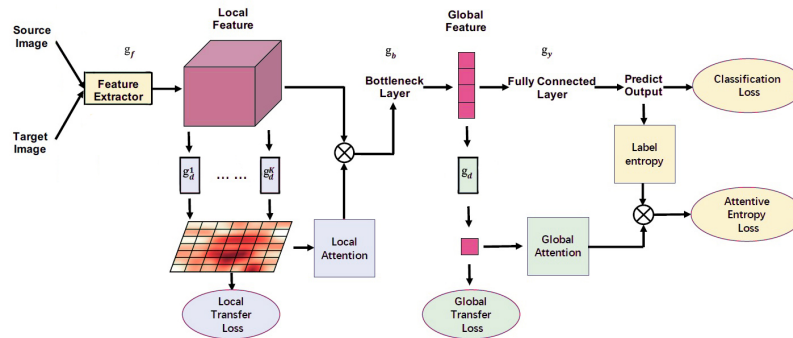 Source
Image
Target
Image
g_f
Feature
Extractor
Local
Feature
g_d^1
... ...
g_d^K
Local
Attention
Local
Transfer
Loss
g_b
Bottleneck
Layer
Global
Feature
g_d
Global
Attention
Global
Transfer
Loss
g_y
Fully Connected
Layer
Predict
Output
Classification
Loss
Label
entropy
Attentive
Entropy
Loss